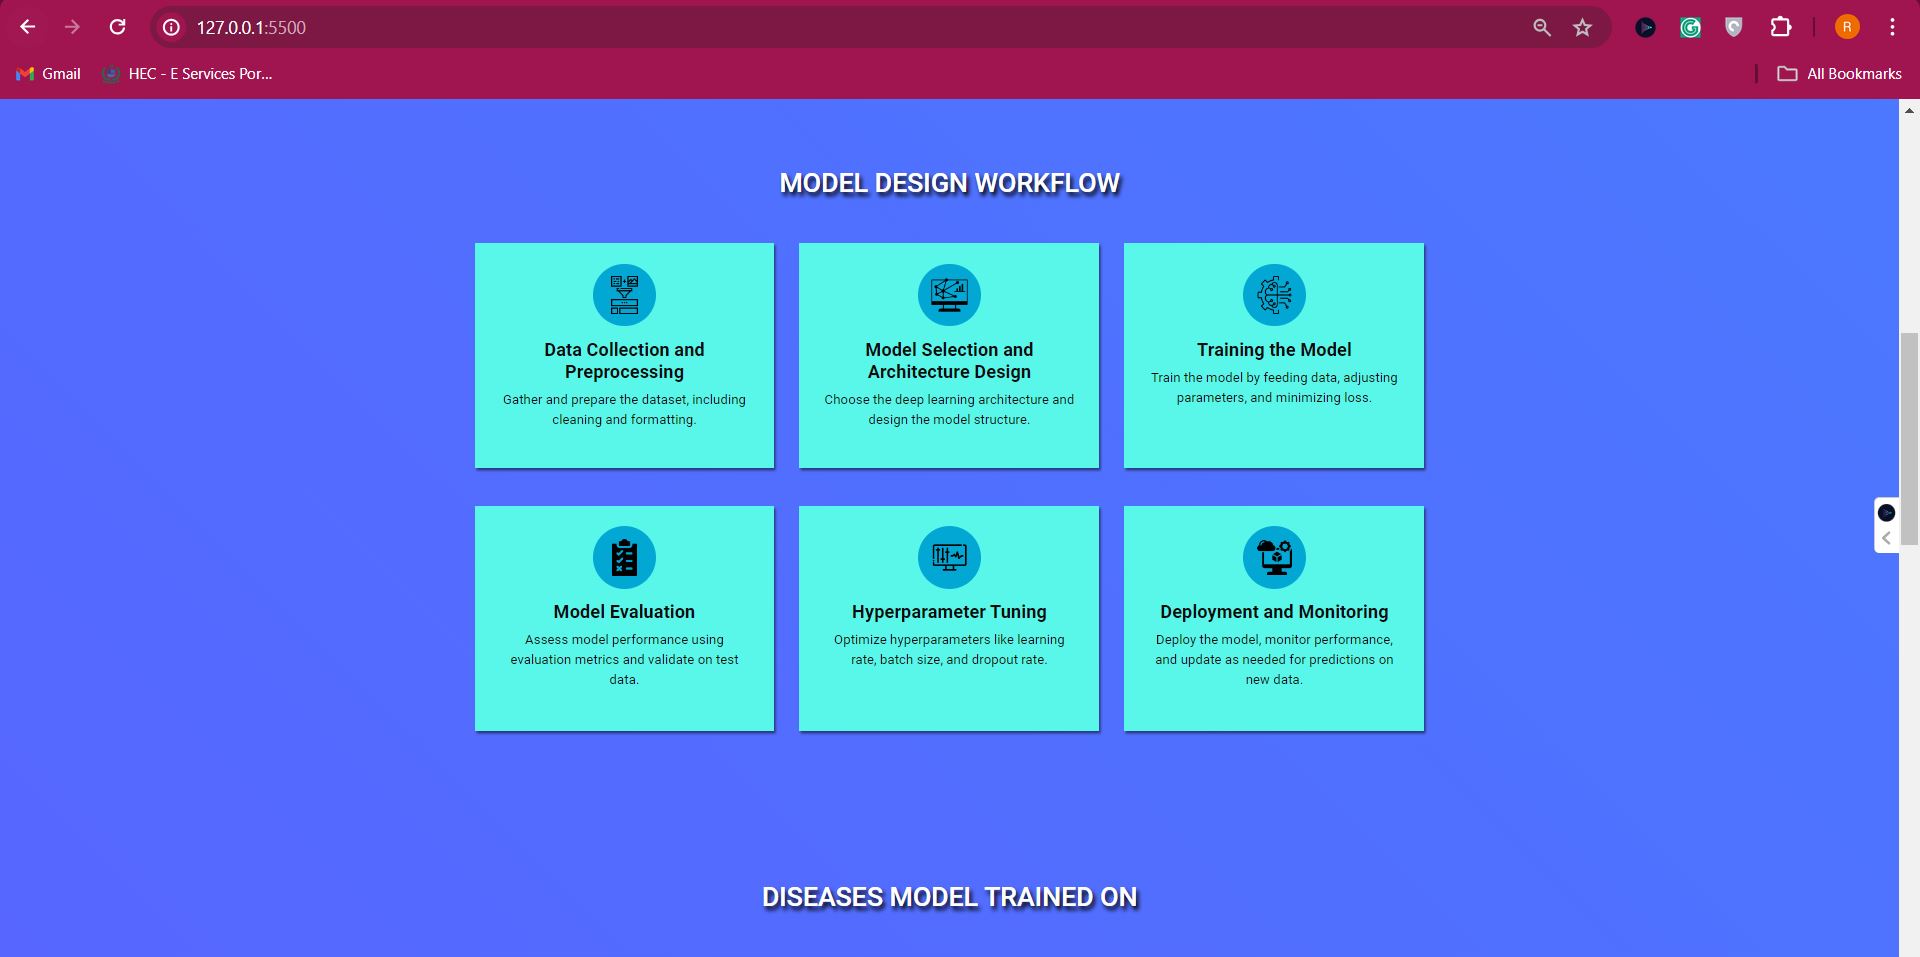 127.0.0.1:5500
R
Gmail
HEC - E Services Por...
All Bookmarks
MODEL DESIGN WORKFLOW
Data Collection and
Preprocessing
Gather and prepare the dataset, including
cleaning and formatting.
Model Selection and
Architecture Design
Choose the deep learning architecture and
design the model structure.
Training the Model
Train the model by feeding data, adjusting
parameters, and minimizing loss.
Model Evaluation
Assess model performance using
evaluation metrics and validate on test
data.
Hyperparameter Tuning
Optimize hyperparameters like learning
rate, batch size, and dropout rate.
Deployment and Monitoring
Deploy the model, monitor performance,
and update as needed for predictions on
new data.
DISEASES MODEL TRAINED ON